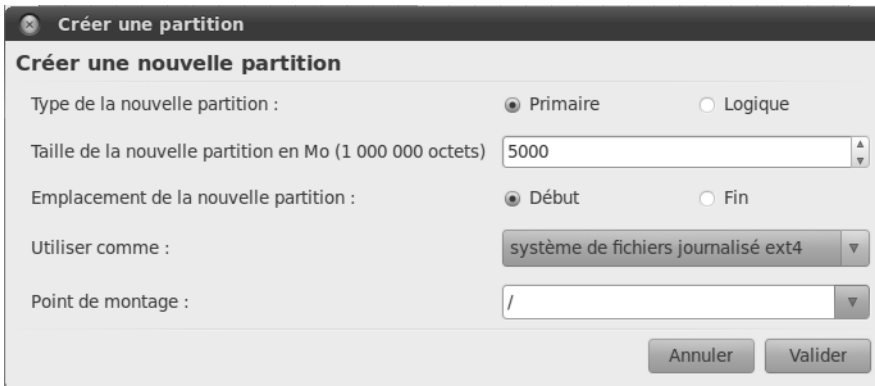 Créer une partition
Créer une nouvelle partition
Type de la nouvelle partition : Primaire Logique
Taille de la nouvelle partition en Mo (1 000 000 octets) 5000
Emplacement de la nouvelle partition : Début Fin
Utiliser comme : système de fichiers journalisé ext4
Point de montage : /
Annuler Valider